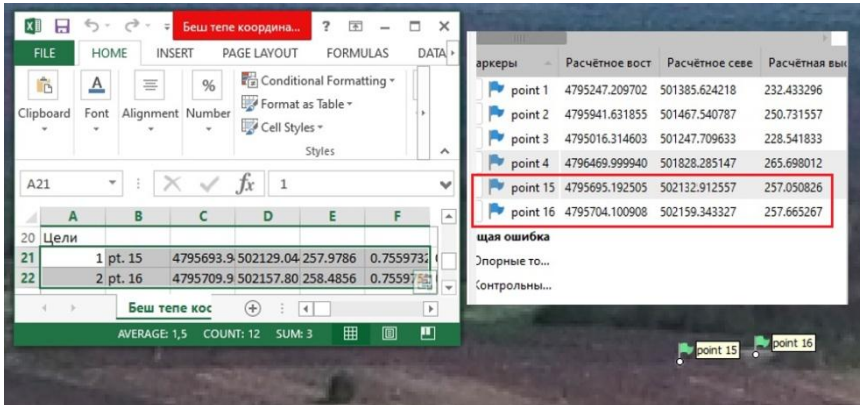 Беш тепе координа...
FILE HOME INSERT PAGE LAYOUT FORMULAS DATA
Clipboard
Font
Alignment
Number
%
Conditional Formatting
Format as Table
Cell Styles
Styles
A21 fx 1
A B C D E F
20 Цели
21 1 pt. 15 4795693.9 502129.04 257.9786 0.7559732
22 2 pt. 16 4795709.9 502157.80 258.4856 0.75597
Беш тепе кос
AVERAGE: 1,5 COUNT: 12 SUM: 3
аркеры Расчётное вост Расчётное севе Расчётная выс
point 1 4795247.209702 501385.624218 232.433296
point 2 4795941.631855 501467.540787 250.731557
point 3 4795016.314603 501247.709633 228.541833
point 4 4796469.999940 501828.285147 265.698012
point 15 4795695.192505 502132.912557 257.050826
point 16 4795704.100908 502159.343327 257.665267
щая ошибка
Опорные то...
Контрольны...
point 15
point 16